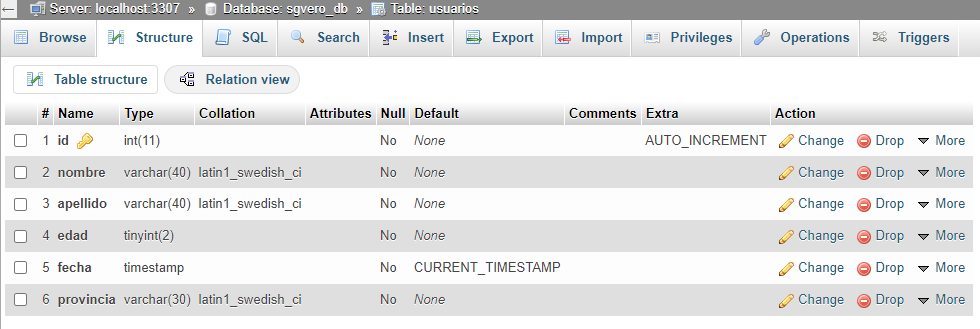 Server: localhost:3307 » Database: sgvero_db » Table: usuarios
Browse Structure SQL Search Insert Export Import Privileges Operations Triggers
Table structure Relation view
# Name Type Collation Attributes Null Default Comments Extra Action
1 id int(11) No None AUTO_INCREMENT Change Drop More
2 nombre varchar(40) latin1_swedish_ci No None Change Drop More
3 apellido varchar(40) latin1_swedish_ci No None Change Drop More
4 edad tinyint(2) No None Change Drop More
5 fecha timestamp No CURRENT_TIMESTAMP Change Drop More
6 provincia varchar(30) latin1_swedish_ci No None Change Drop More